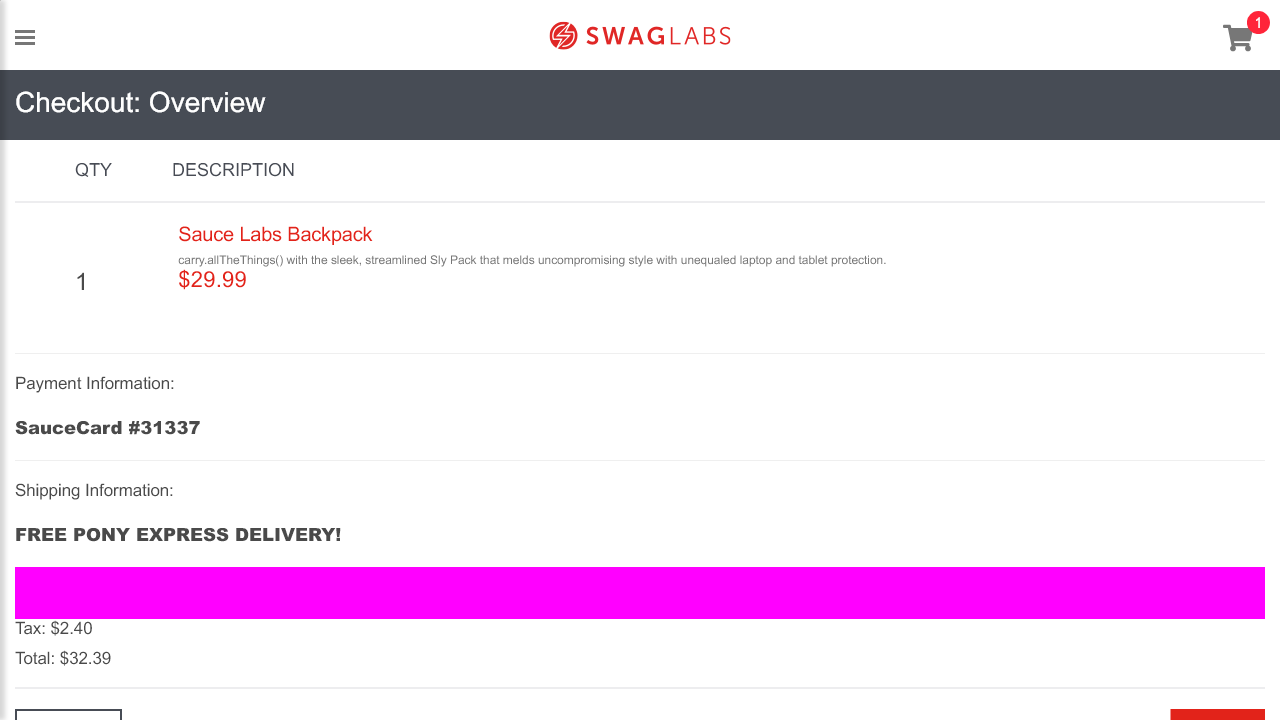 SWAGLABS
1
Checkout: Overview
QTY DESCRIPTION
1
Sauce Labs Backpack
carry.allTheThings() with the sleek, streamlined Sly Pack that melds uncompromising style with unequaled laptop and tablet protection.
$29.99
Payment Information:
SauceCard #31337
Shipping Information:
FREE PONY EXPRESS DELIVERY!
Tax: $2.40
Total: $32.39